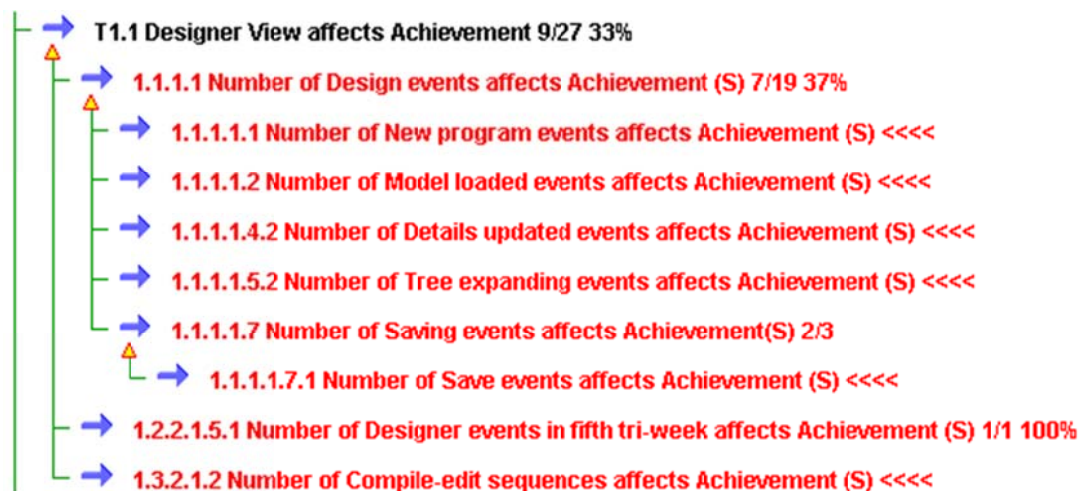 T1.1 Designer View affects Achievement 9/27 33%
1.1.1.1 Number of Design events affects Achievement (S) 7/19 37%
1.1.1.1.1 Number of New program events affects Achievement (S) <<<<
1.1.1.1.2 Number of Model loaded events affects Achievement (S) <<<<
1.1.1.1.4.2 Number of Details updated events affects Achievement (S) <<<<
1.1.1.1.5.2 Number of Tree expanding events affects Achievement (S) <<<<
1.1.1.1.7 Number of Saving events affects Achievement(S) 2/3
1.1.1.1.7.1 Number of Save events affects Achievement (S) <<<<
1.2.2.1.5.1 Number of Designer events in fifth tri-week affects Achievement (S) 1/1 100%
1.3.2.1.2 Number of Compile-edit sequences affects Achievement (S) <<<<